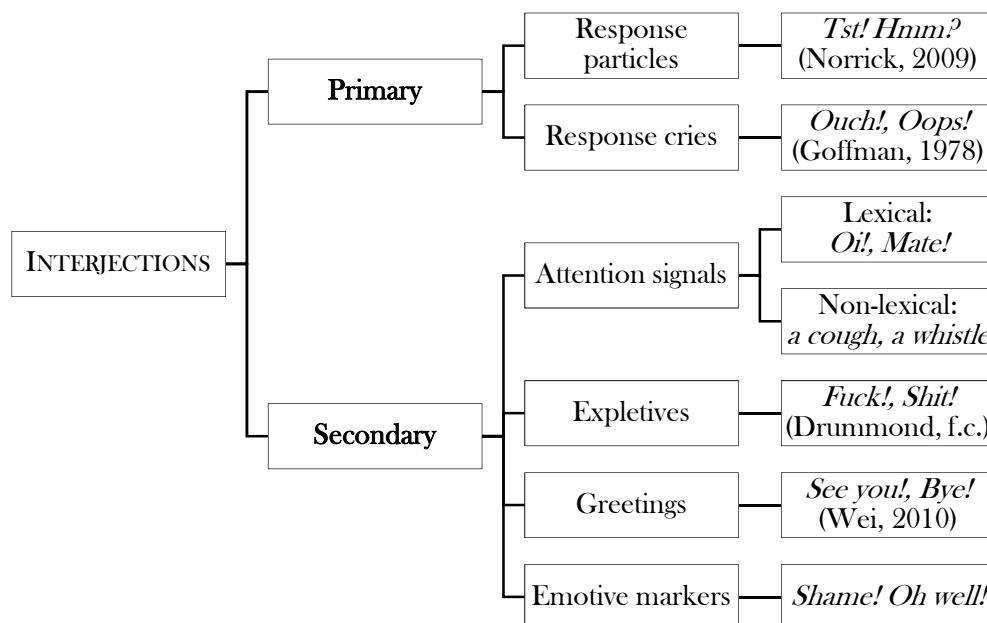 INTERJECTIONS
Primary
Response
particles
Tst! Hmm?
(Norrick, 2009)
Response cries
Ouch!, Oops!
(Goffman, 1978)
Secondary
Attention signals
Lexical:
Oi!, Mate!
Non-lexical:
a cough, a whistle
Expletives
Fuck!, Shit!
(Drummond, f.c.)
Greetings
See you!, Bye!
(Wei, 2010)
Emotive markers
Shame! Oh well!